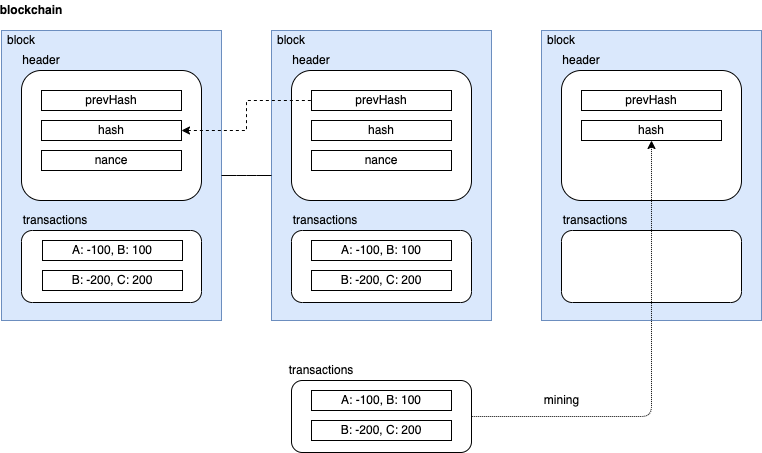 blockchain
block
header
prevHash
hash
nance
transactions
A: -100, B: 100
B: -200, C: 200
block
header
prevHash
hash
nance
transactions
A: -100, B: 100
B: -200, C: 200
block
header
prevHash
hash
transactions
transactions
A: -100, B: 100
B: -200, C: 200
mining